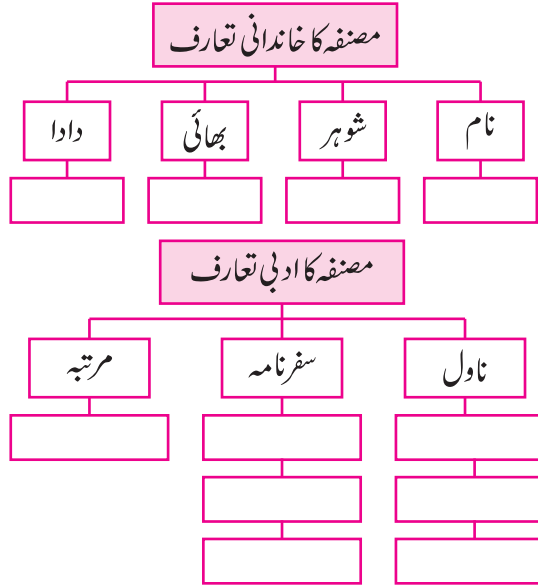 مصنفہ کا خاندانی تعارف
نام شوہر بھائی دادا
مصنفہ کا ادبی تعارف
ناول سفرنامہ مرتبہ